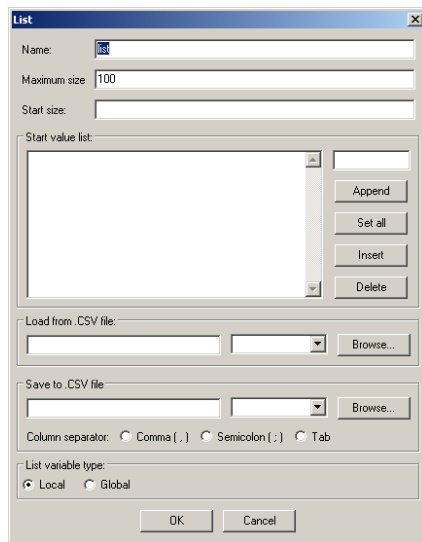 List
Name: list
Maximum size 100
Start size:
Start value list:
Append
Set all
Insert
Delete
Load from .CSV file:
Browse...
Save to .CSV file
Browse...
Column separator: Comma ( , ) Semicolon ( ; ) Tab
List variable type:
Local Global
OK Cancel